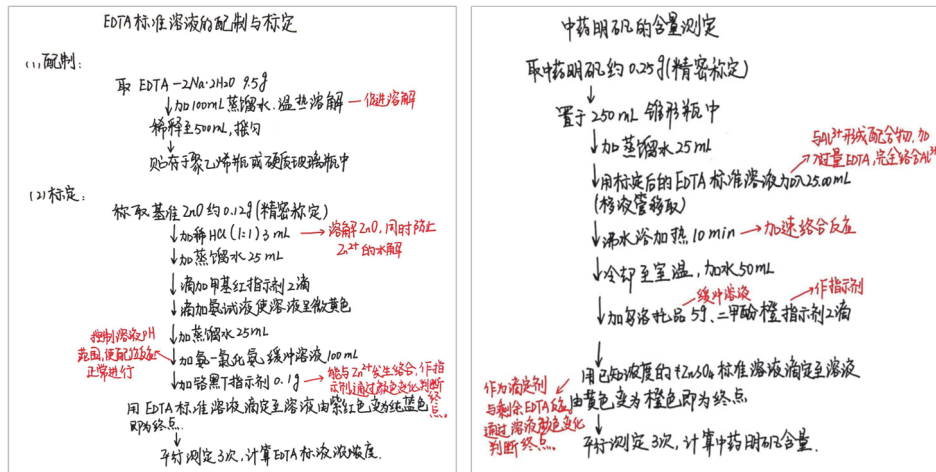 EDTA标准溶液的配制与标定
(1)配制:
取 EDTA-2Na·2H2O 9.5g
加100mL蒸馏水、温热溶解 — 促进溶解
稀释至500mL,摇匀
贮存于聚乙烯瓶或硬质玻璃瓶中
(2)标定:
称取基准ZnO约0.12g(精密称定)
加稀HCl(1:1)3mL → 溶解ZnO,同时防止
Zn²⁺的水解
加蒸馏水25mL
滴加甲基红指示剂2滴
滴加氨试液使溶液呈微黄色
加蒸馏水25mL
控制溶液pH
范围,使配位反应
正常进行
加氨-氯化氨缓冲溶液100mL
加铬黑T指示剂0.1g
能与Zn²⁺发生络合,作指
示剂通过颜色变化判断
终点。
用EDTA标准溶液滴定至溶液由紫红色变为纯蓝色
即为终点
平行测定3次,计算EDTA标液浓度.
中药明矾的含量测定
取中药明矾约0.25g(精密称定)
置于250mL锥形瓶中
加蒸馏水25mL
与Al³⁺形成配合物,加
过量EDTA,完全络合Al³⁺
用标定后的EDTA标准溶液加入25.00mL
(移液管移取)
沸水浴加热10min → 加速络合反应
冷却至室温,加水50mL
缓冲溶液
作指示剂
加乌洛托品5g、二甲酚橙指示剂2滴
用已知浓度的ZnSO4标准溶液滴定至溶液
由黄色变为橙色即为终点
作为滴定剂
与剩余EDTA反应
通过溶液颜色变化
判断终点。
平行测定3次,计算中药明矾含量.